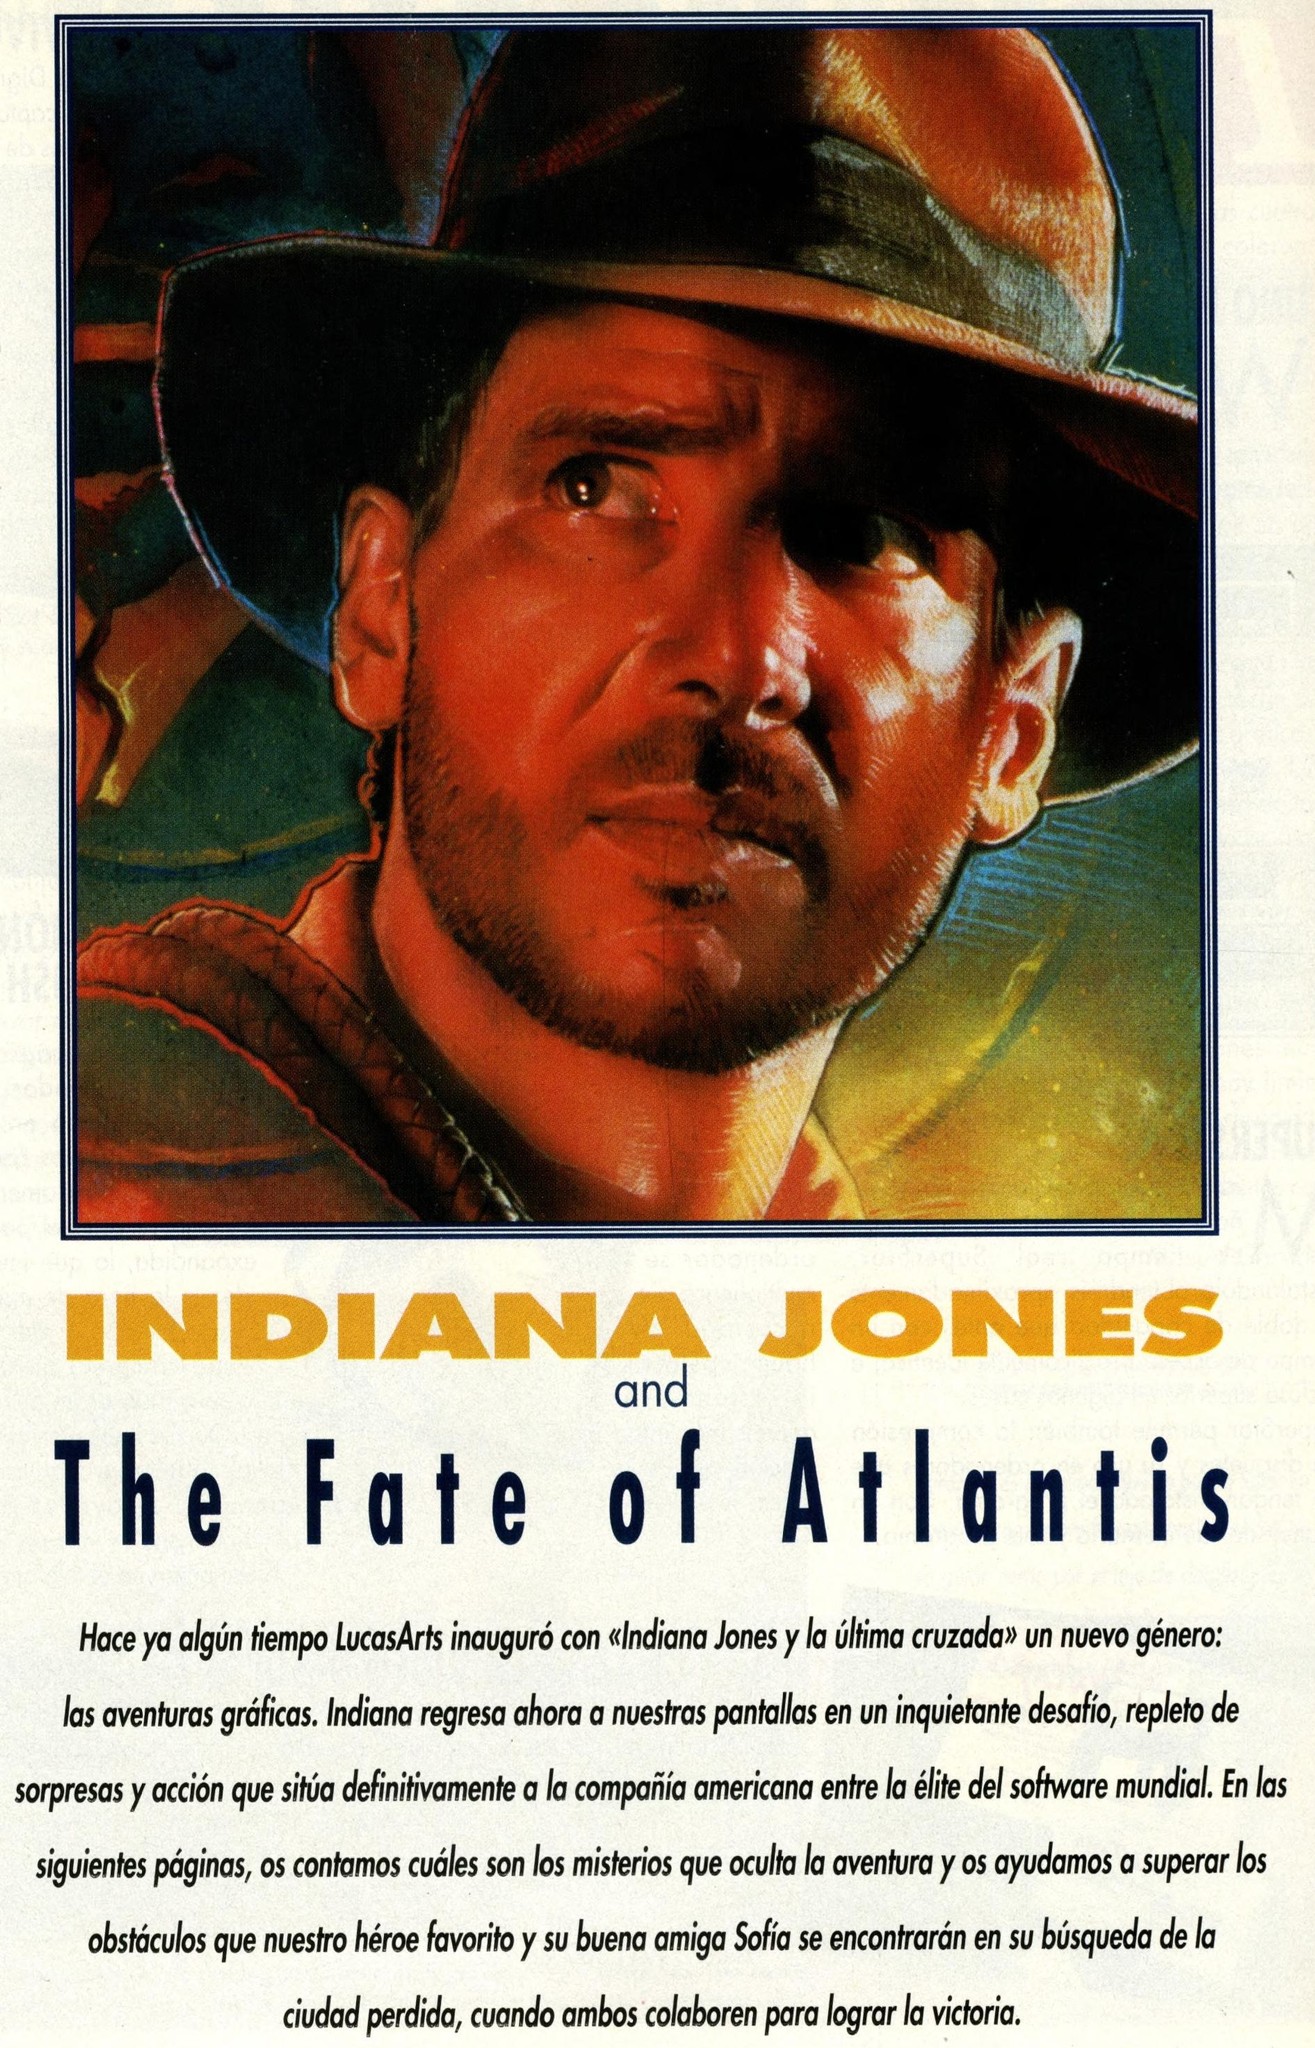 INDIANA JONES
and
The Fate of Atlantis
Hace ya algún tiempo LucasArts inauguró con «Indiana Jones y la última cruzada» un nuevo género:
las aventuras gráficas. Indiana regresa ahora a nuestras pantallas en un inquietante desafío, repleto de
sorpresas y acción que sitúa definitivamente a la compañía americana entre la élite del software mundial. En las
siguientes páginas, os contamos cuáles son los misterios que oculta la aventura y os ayudamos a superar los
obstáculos que nuestro héroe favorito y su buena amiga Sofía se encontrarán en su búsqueda de la
ciudad perdida, cuando ambos colaboren para lograr la victoria.